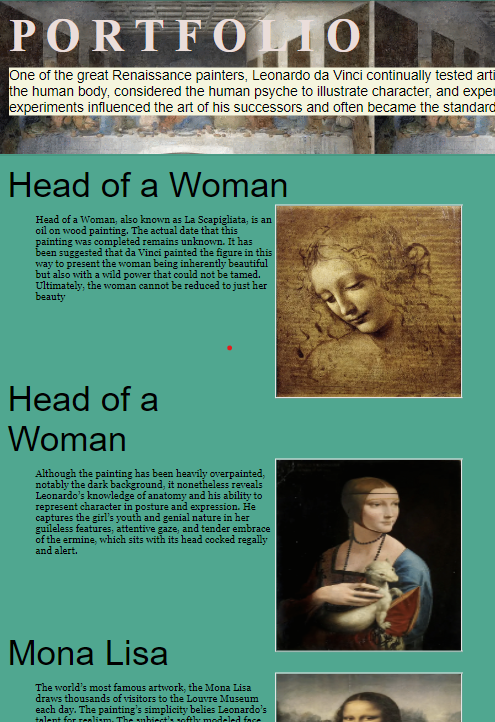 PORTFOLIO
One of the great Renaissance painters, Leonardo da Vinci continually tested arti
the human body, considered the human psyche to illustrate character, and exper
experiments influenced the art of his successors and often became the standard
Head of a Woman
Head of a Woman, also known as La Scapigliata, is an
oil on wood painting. The actual date that this
painting was completed remains unknown. It has
been suggested that da Vinci painted the figure in this
way to present the woman being inherently beautiful
but also with a wild power that could not be tamed.
Ultimately, the woman cannot be reduced to just her
beauty
Head of a
Woman
Although the painting has been heavily overpainted,
notably the dark background, it nonetheless reveals
Leonardo's knowledge of anatomy and his ability to
represent character in posture and expression. He
captures the girl's youth and genial nature in her
guileless features, attentive gaze, and tender embrace
of the ermine, which sits with its head cocked regally
and alert.
Mona Lisa
The world's most famous artwork, the Mona Lisa
draws thousands of visitors to the Louvre Museum
each day. The painting's simplicity belies Leonardo's
talent for realism. The subject's softly modeled face